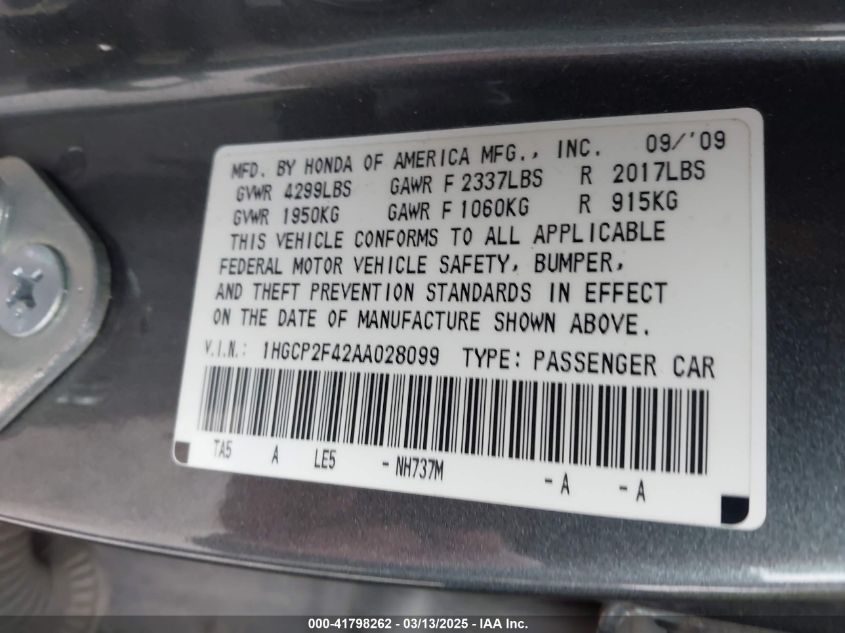 MFD. BY HONDA OF AMERICA MFG., INC. 09/'09
GVWR 4299LBS GAWR F 2337LBS R 2017LBS
GVWR 1950KG GAWR F 1060KG R 915KG
THIS VEHICLE CONFORMS TO ALL APPLICABLE
FEDERAL MOTOR VEHICLE SAFETY, BUMPER,
AND THEFT PREVENTION STANDARDS IN EFFECT
ON THE DATE OF MANUFACTURE SHOWN ABOVE.
V.I.N.: 1HGCP2F42AA028099 TYPE: PASSENGER CAR
TA5 A LE5 - NH737M - A - A
000-41798262 - 03/13/2025 - IAA Inc.